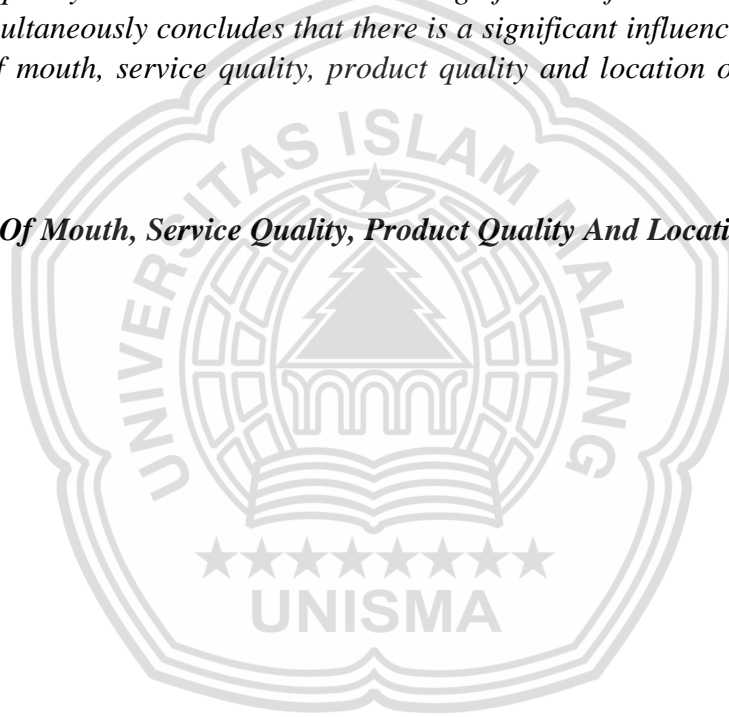 ultaneously concludes that there is a significant influenc
f mouth, service quality, product quality and location o
Of Mouth, Service Quality, Product Quality And Locati
UNIVERSITAS ISLAM MALANG
UNISMA